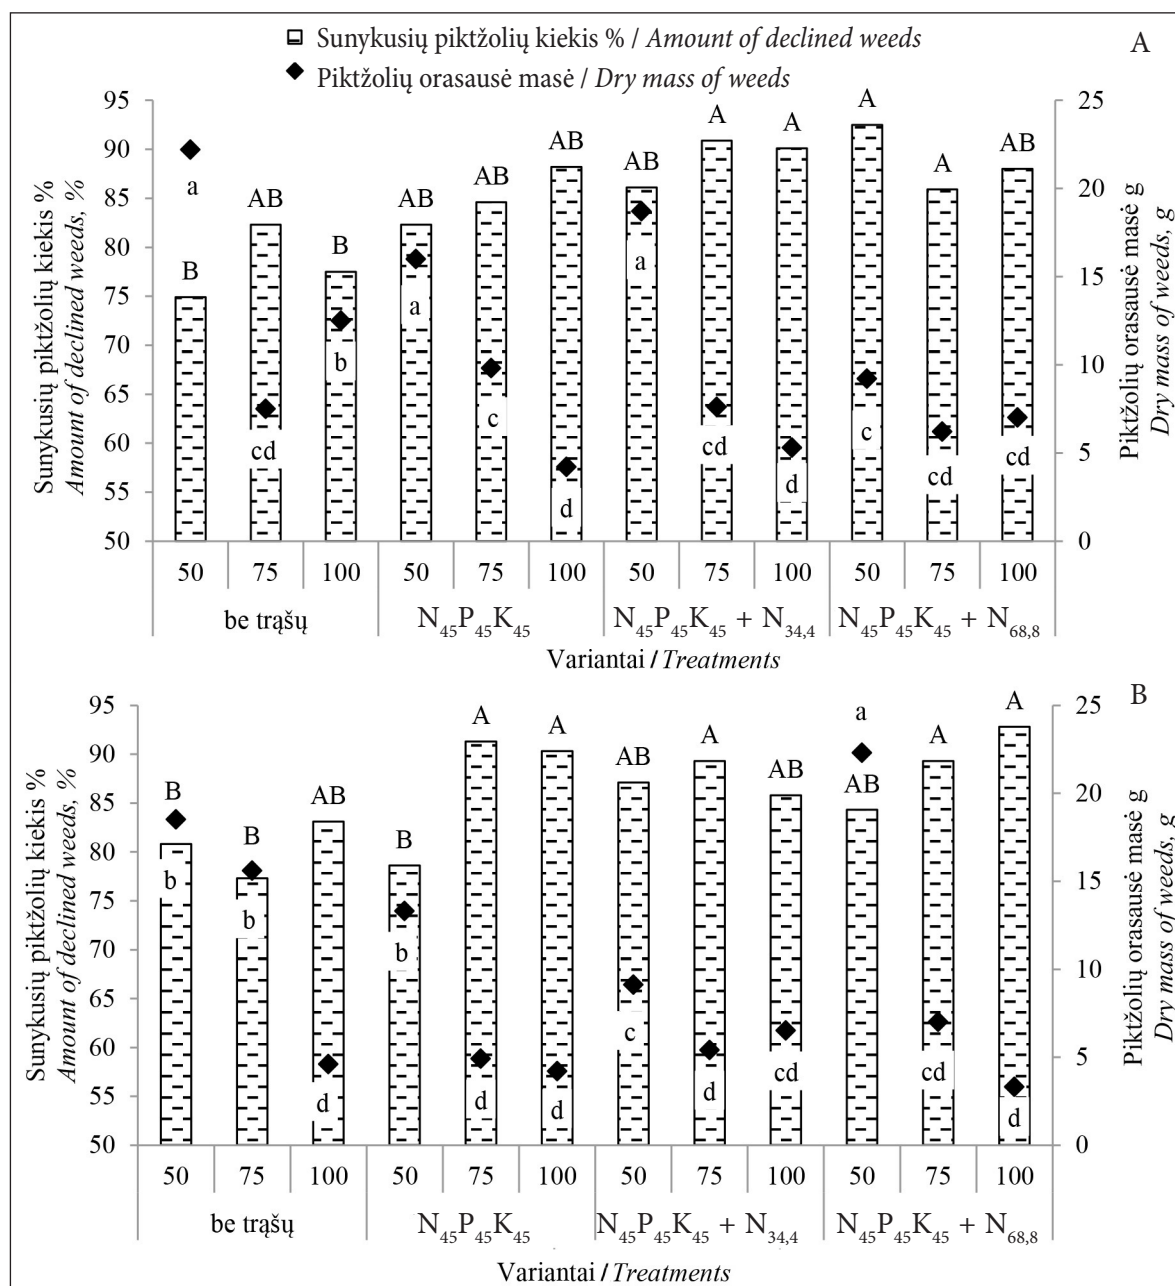 Sunykusių piktžolių kiekis % / Amount of declined weeds
A
Piktžolių orasausė masė / Dry mass of weeds
Sunykusių piktžolių kiekis %
Amount of declined weeds, %
95
90
85
80
75
70
65
60
55
50
B AB B AB AB AB AB A A A A AB
a cd b a c d a cd d c cd cd
25
20
15
10
5
0
Piktžolių orasausė masė g
Dry mass of weeds, g
50 75 100 50 75 100 50 75 100 50 75 100
be trąšų N₄₅P₄₅K₄₅ N₄₅P₄₅K₄₅ + N₃₄,₄ N₄₅P₄₅K₄₅ + N₆₈,₈
Variantai / Treatments
B
Sunykusių piktžolių kiekis %
Amount of declined weeds, %
95
90
85
80
75
70
65
60
55
50
B B AB B A A AB A AB AB A A
b b d b d d c d cd a cd d
25
20
15
10
5
0
Piktžolių orasausė masė g
Dry mass of weeds, g
50 75 100 50 75 100 50 75 100 50 75 100
be trąšų N₄₅P₄₅K₄₅ N₄₅P₄₅K₄₅ + N₃₄,₄ N₄₅P₄₅K₄₅ + N₆₈,₈
Variantai / Treatments